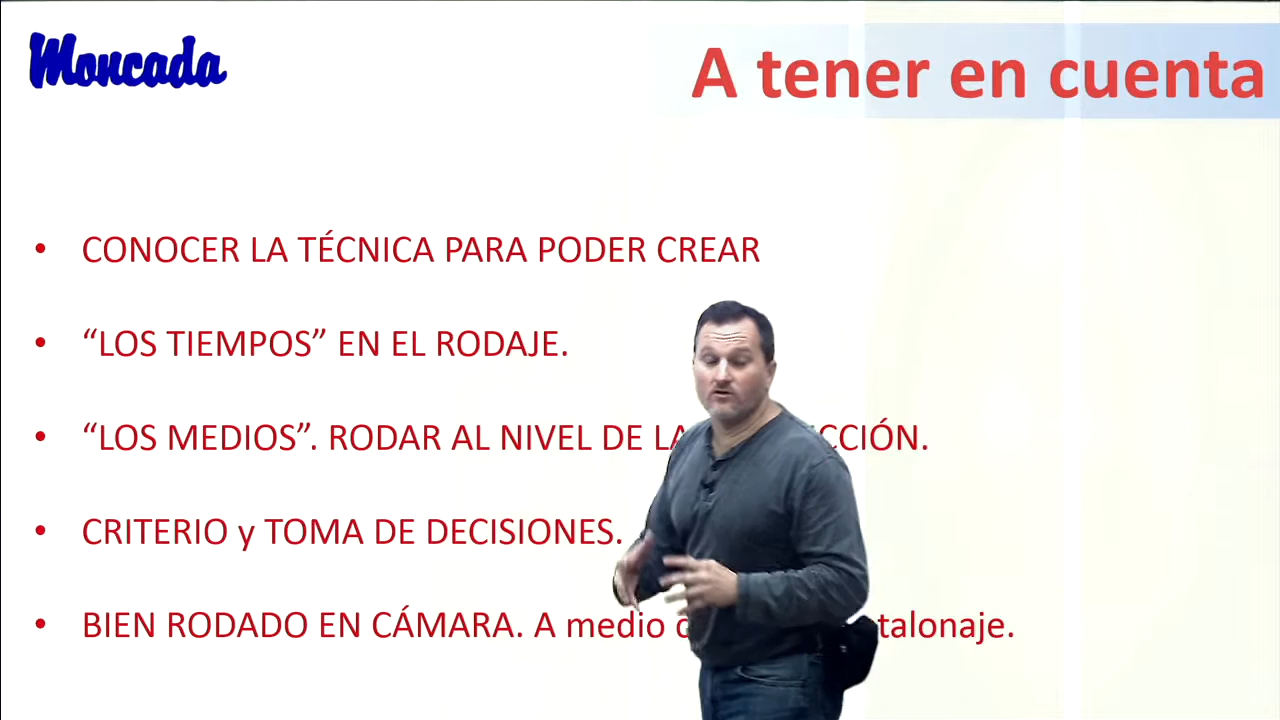 Moncada
A tener en cuenta
• CONOCER LA TÉCNICA PARA PODER CREAR
• “LOS TIEMPOS” EN EL RODAJE.
• “LOS MEDIOS”. RODAR AL NIVEL DE LA CCIÓN.
• CRITERIO y TOMA DE DECISIONES.
• BIEN RODADO EN CÁMARA. A medio talonaje.